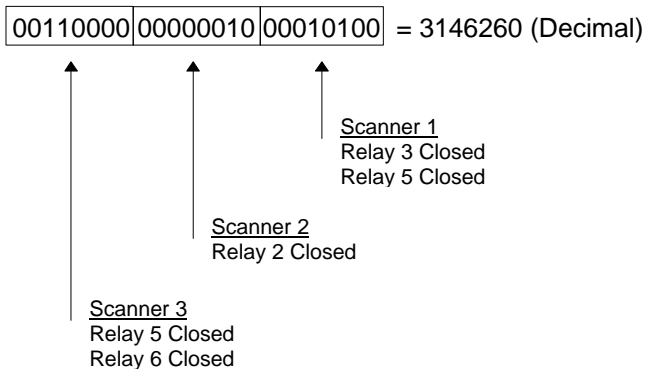 00110000 00000010 00010100 = 3146260 (Decimal)
Scanner 1
Relay 3 Closed
Relay 5 Closed
Scanner 2
Relay 2 Closed
Scanner 3
Relay 5 Closed
Relay 6 Closed